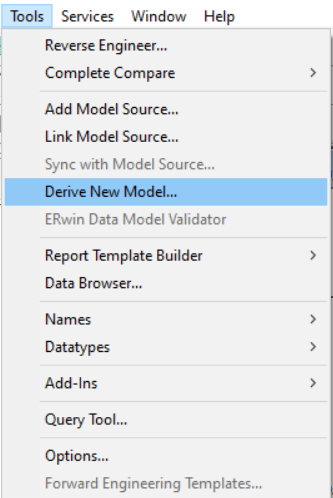 Tools Services Window Help
Reverse Engineer...
Complete Compare
Add Model Source...
Link Model Source...
Sync with Model Source...
Derive New Model...
ERwin Data Model Validator
Report Template Builder
Data Browser...
Names
Datatypes
Add-Ins
Query Tool...
Options...
Forward Engineering Templates...